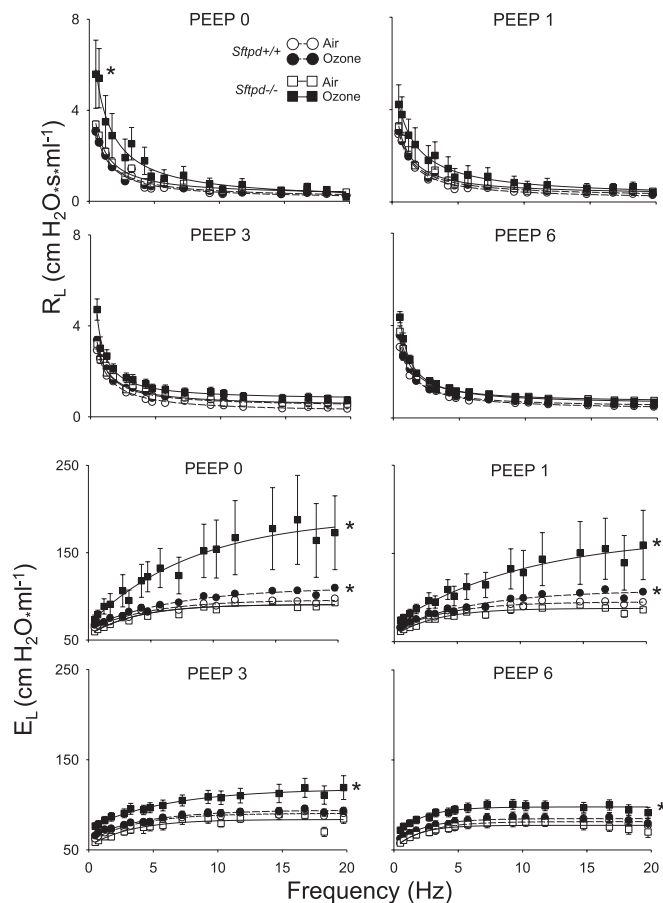 PEEP 0
PEEP 1
Sftpd+/+ Air
Ozone
Sftpd-/- Air
Ozone
8
4
0
*
PEEP 3
PEEP 6
8
4
0
R_L (cm H2O*s*ml-1)
PEEP 0
PEEP 1
250
150
50
*
*
*
*
PEEP 3
PEEP 6
250
150
50
*
*
0 5 10 15 20 0 5 10 15 20
E_L (cm H2O*ml-1)
Frequency (Hz)